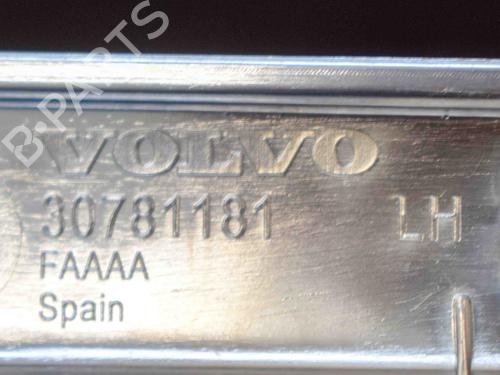 VOLVO
30781181 LH
FAAAA
Spain
B-PARTS